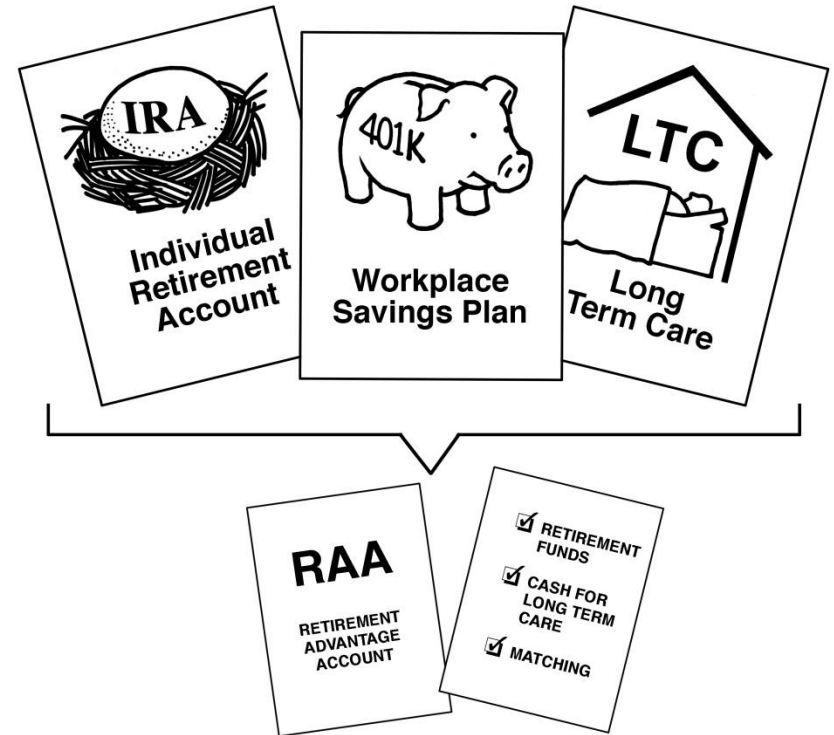 IRA
Individual
Retirement
Account
401K
Workplace
Savings Plan
LTC
Long
Term Care
RAA
RETIREMENT
ADVANTAGE
ACCOUNT
☑ RETIREMENT
FUNDS
☑ CASH FOR
LONG TERM
CARE
☑ MATCHING